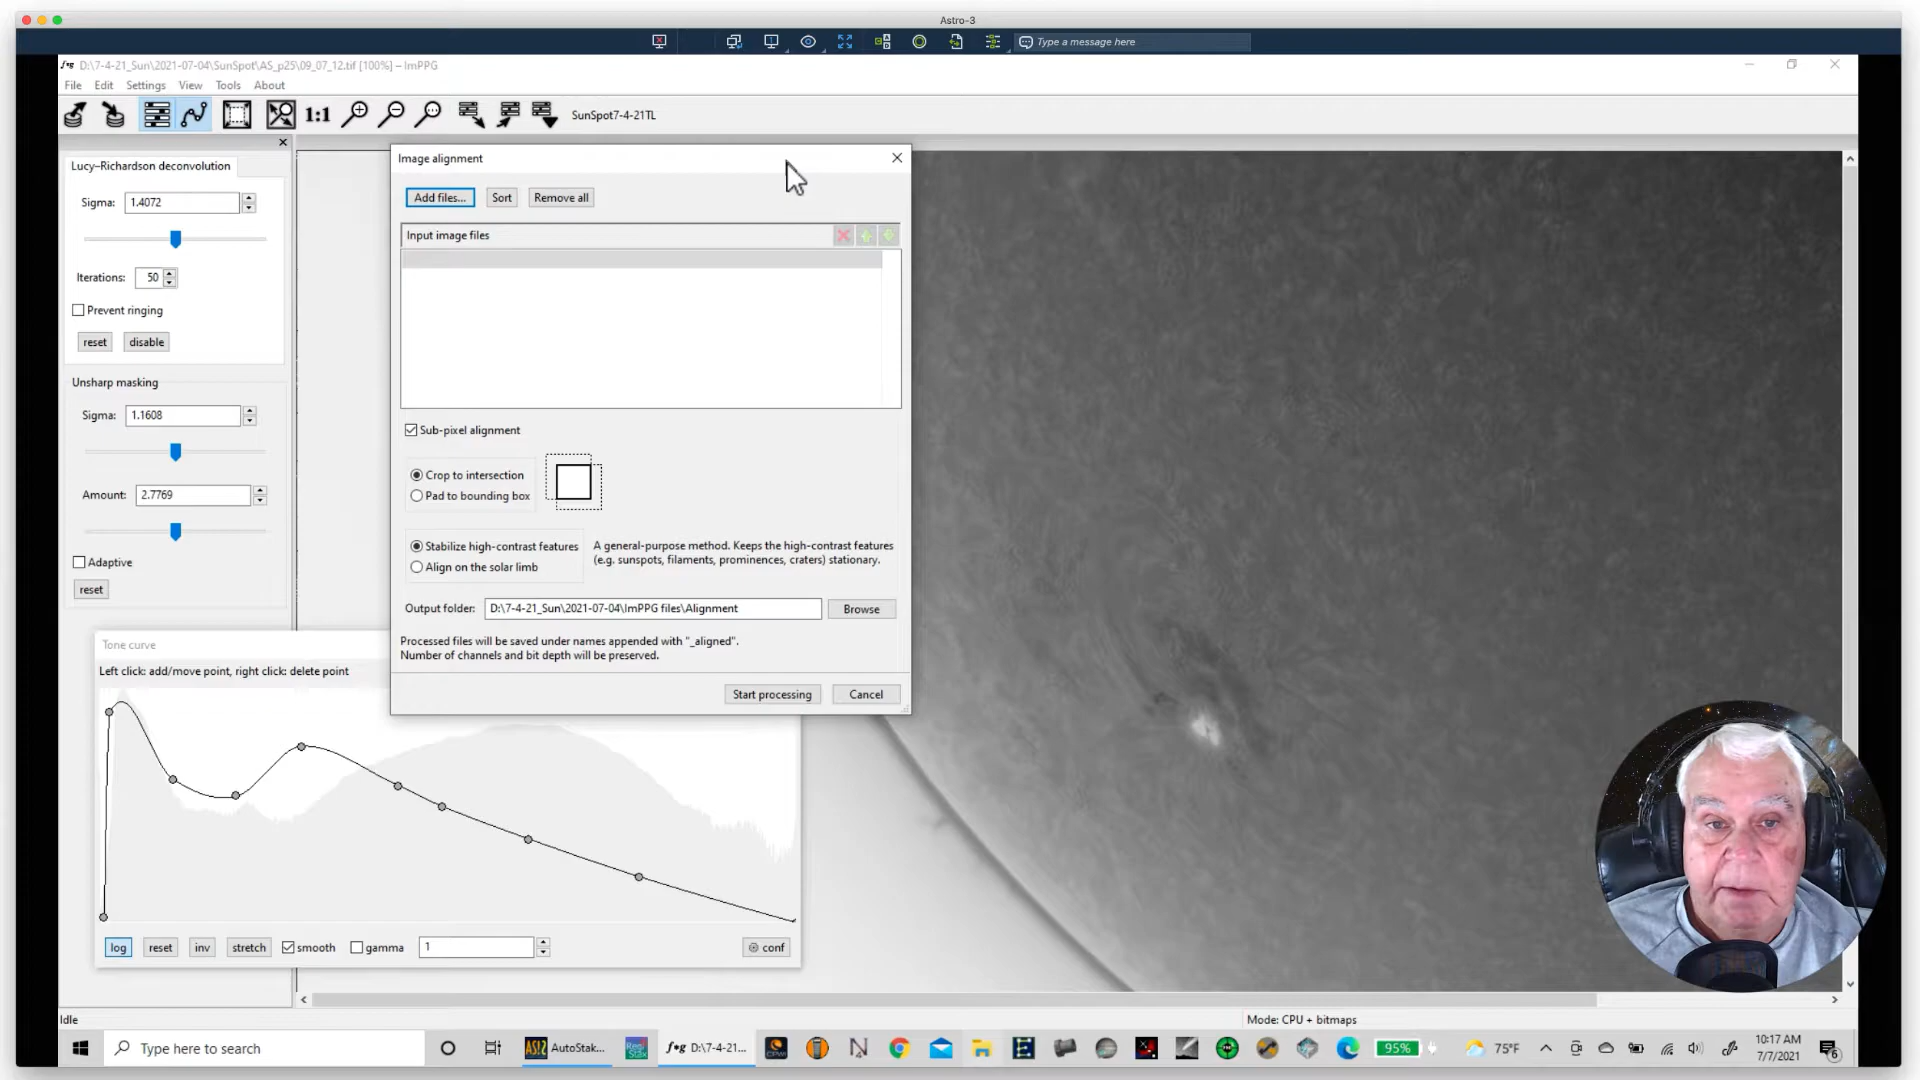 Astro-3
Type a message here
D:\7-4-21_Sun\2021-07-04\SunSpot\AS_p25\09_07_12.tif [100%] – ImPPG
File Edit Settings View Tools About
1:1
SunSpot7-4-21TL
Lucy–Richardson deconvolution
Sigma: 1.4072
Iterations: 50
Prevent ringing
reset disable
Unsharp masking
Sigma: 1.1608
Amount: 2.7769
Adaptive
reset
Image alignment
Add files... Sort Remove all
Input image files
Sub-pixel alignment
Crop to intersection
Pad to bounding box
Stabilize high-contrast features
Align on the solar limb
A general-purpose method. Keeps the high-contrast features
(e.g. sunspots, filaments, prominences, craters) stationary.
Output folder: D:\7-4-21_Sun\2021-07-04\ImPPG files\Alignment Browse
Processed files will be saved under names appended with "_aligned".
Number of channels and bit depth will be preserved.
Start processing Cancel
Tone curve
Left click: add/move point, right click: delete point
log reset inv stretch smooth gamma 1 conf
Idle
Mode: CPU + bitmaps
Type here to search
AutoStak...
D:\7-4-21...
95%
75°F
10:17 AM
7/7/2021
6